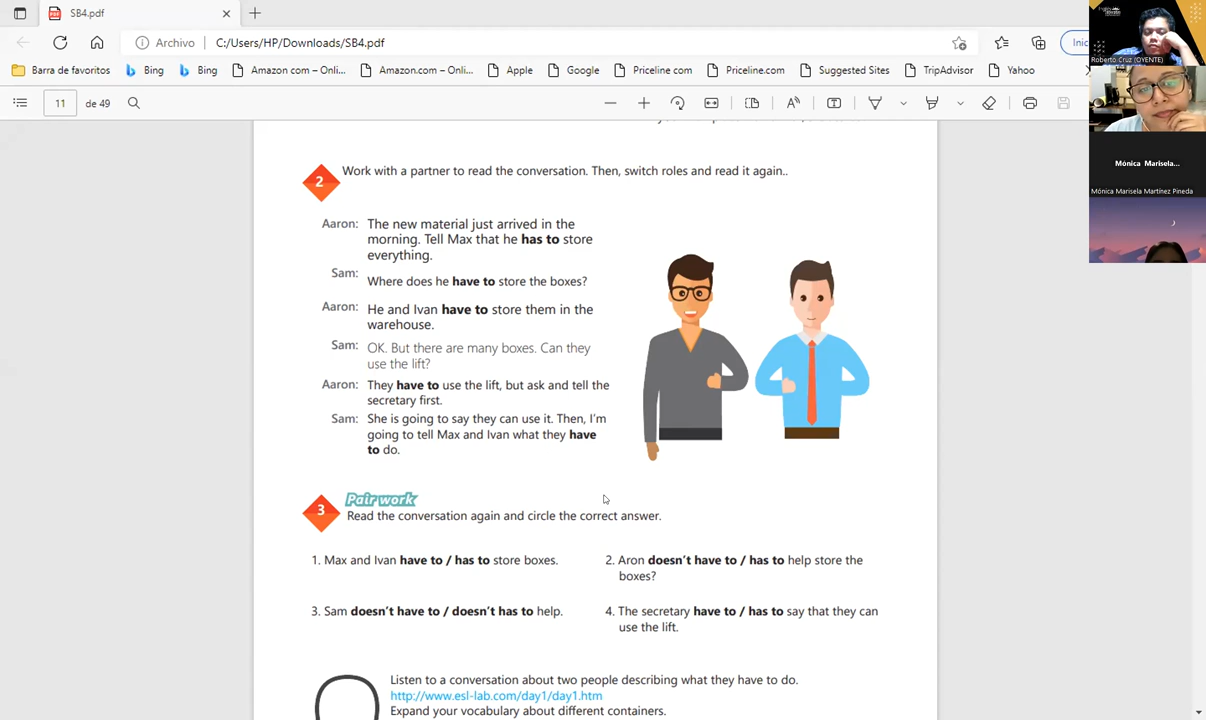 SB4.pdf
Archivo
C:/Users/HP/Downloads/SB4.pdf
Barra de favoritos
Bing
Bing
Amazon com – Onli...
Amazon.com – Onli...
Apple
Google
Priceline com
Priceline.com
Suggested Sites
TripAdvisor
Yahoo
11 de 49
2
Work with a partner to read the conversation. Then, switch roles and read it again..
Aaron: The new material just arrived in the
morning. Tell Max that he has to store
everything.
Sam: Where does he have to store the boxes?
Aaron: He and Ivan have to store them in the
warehouse.
Sam: OK. But there are many boxes. Can they
use the lift?
Aaron: They have to use the lift, but ask and tell the
secretary first.
Sam: She is going to say they can use it. Then, I'm
going to tell Max and Ivan what they have
to do.
3
Pair work
Read the conversation again and circle the correct answer.
1. Max and Ivan have to / has to store boxes.
2. Aron doesn't have to / has to help store the
boxes?
3. Sam doesn't have to / doesn't has to help.
4. The secretary have to / has to say that they can
use the lift.
Listen to a conversation about two people describing what they have to do.
http://www.esl-lab.com/day1/day1.htm
Expand your vocabulary about different containers.
Inic
Roberto Cruz (OYENTE)
Mónica Marisela...
Mónica Marisela Martínez Pineda